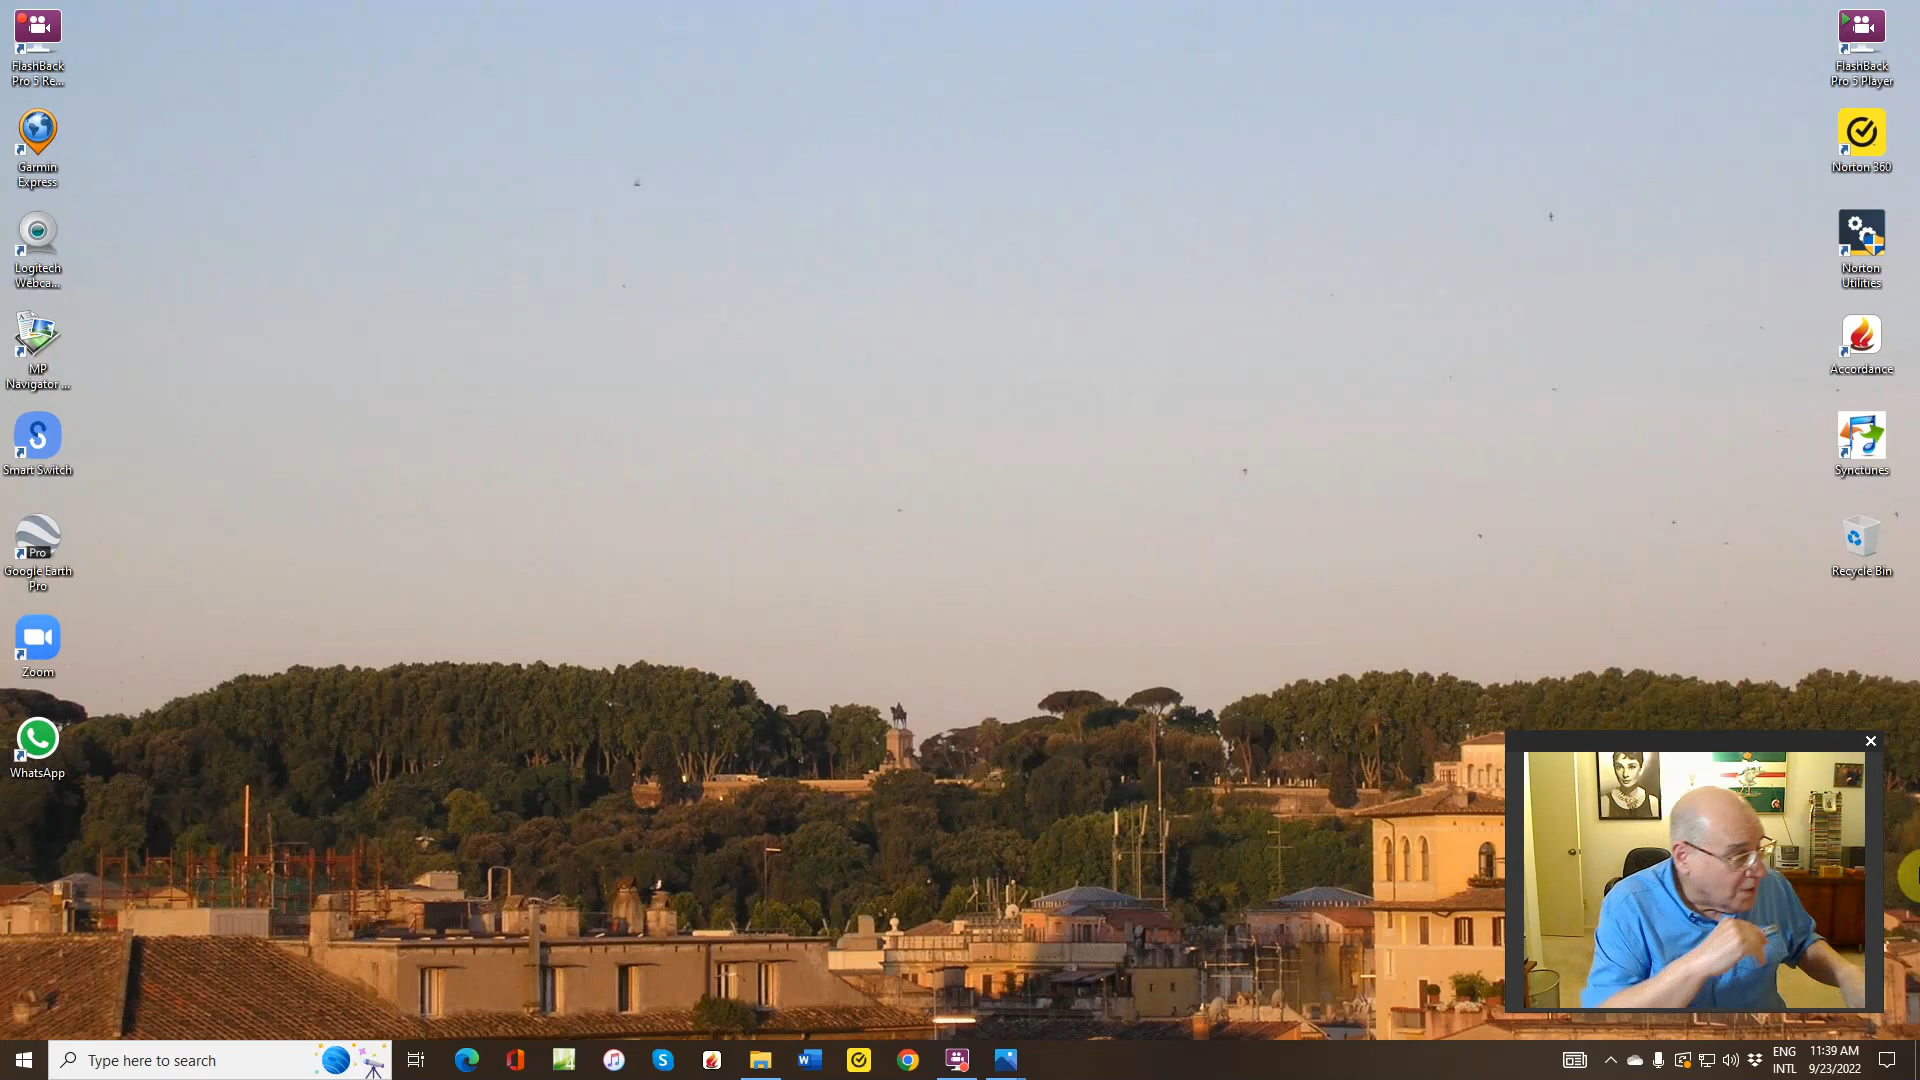 FlashBack
Pro 5 Re...
Garmin
Express
Logitech
Webca...
MP
Navigator ...
Smart Switch
Pro
Google Earth
Pro
Zoom
WhatsApp
FlashBack
Pro 5 Player
Norton 360
Norton
Utilities
Accordance
Synctunes
Recycle Bin
Type here to search
ENG
INTL
11:39 AM
9/23/2022